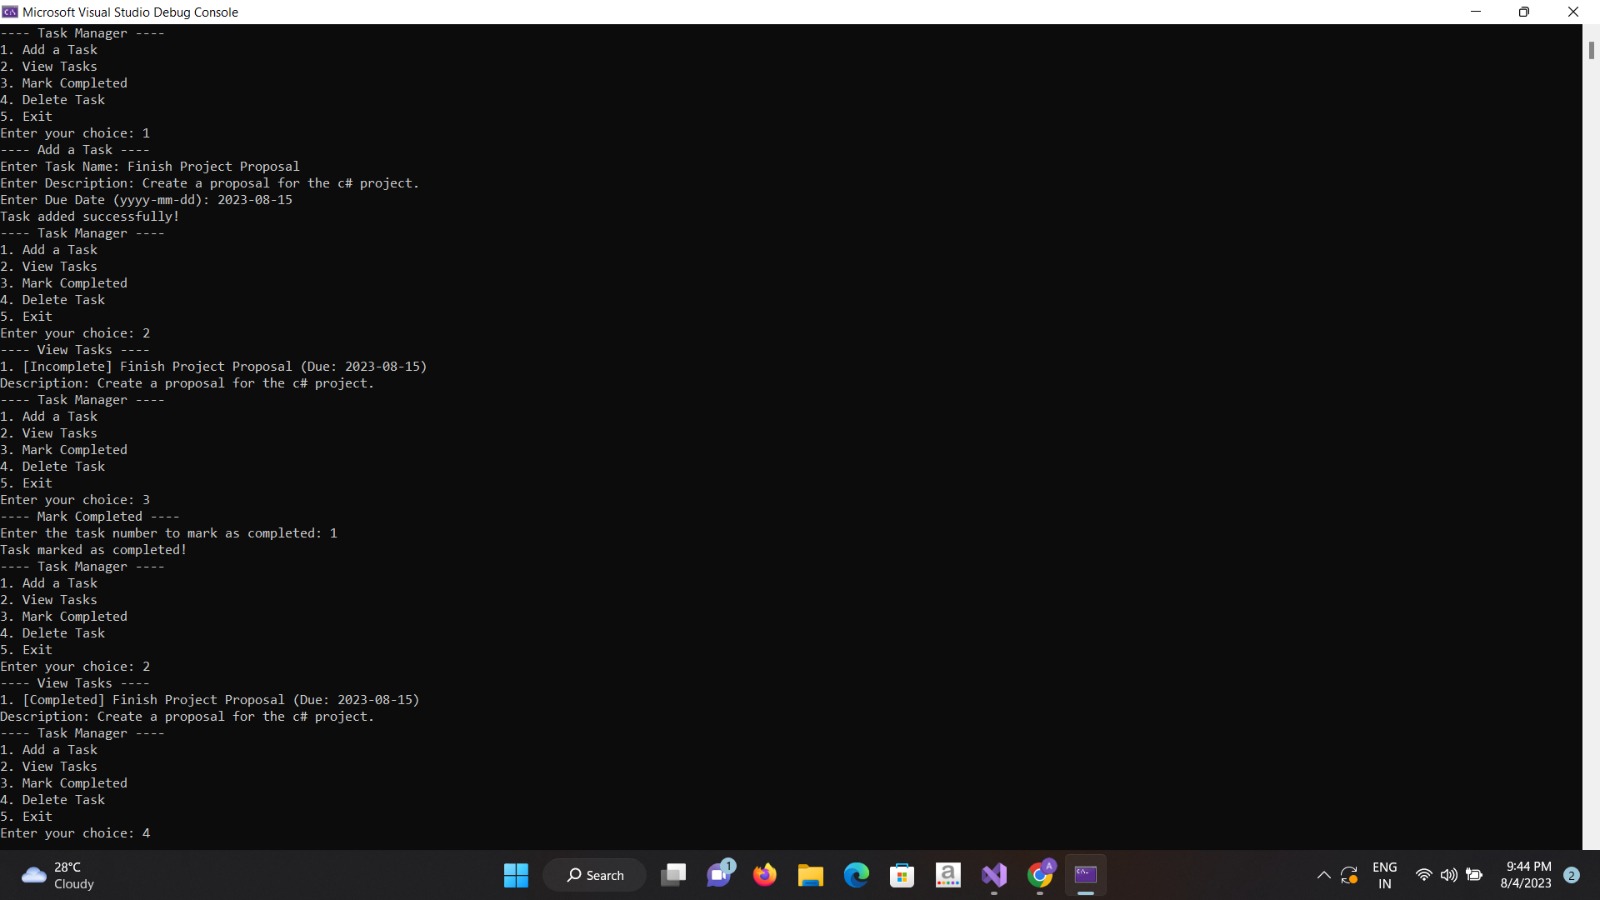 Microsoft Visual Studio Debug Console
---- Task Manager ----
1. Add a Task
2. View Tasks
3. Mark Completed
4. Delete Task
5. Exit
Enter your choice: 1
---- Add a Task ----
Enter Task Name: Finish Project Proposal
Enter Description: Create a proposal for the c# project.
Enter Due Date (yyyy-mm-dd): 2023-08-15
Task added successfully!
---- Task Manager ----
1. Add a Task
2. View Tasks
3. Mark Completed
4. Delete Task
5. Exit
Enter your choice: 2
---- View Tasks ----
1. [Incomplete] Finish Project Proposal (Due: 2023-08-15)
Description: Create a proposal for the c# project.
---- Task Manager ----
1. Add a Task
2. View Tasks
3. Mark Completed
4. Delete Task
5. Exit
Enter your choice: 3
---- Mark Completed ----
Enter the task number to mark as completed: 1
Task marked as completed!
---- Task Manager ----
1. Add a Task
2. View Tasks
3. Mark Completed
4. Delete Task
5. Exit
Enter your choice: 2
---- View Tasks ----
1. [Completed] Finish Project Proposal (Due: 2023-08-15)
Description: Create a proposal for the c# project.
---- Task Manager ----
1. Add a Task
2. View Tasks
3. Mark Completed
4. Delete Task
5. Exit
Enter your choice: 4
28°C
Cloudy
Search
1
a
A
ENG
IN
9:44 PM
8/4/2023
2